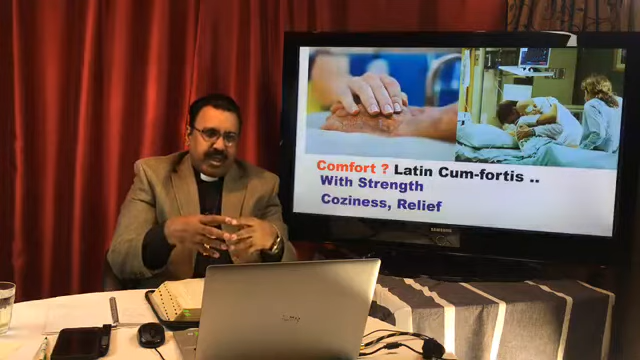 Comfort ? Latin Cum-fortis ..
With Strength
Coziness, Relief
SAMSUNG